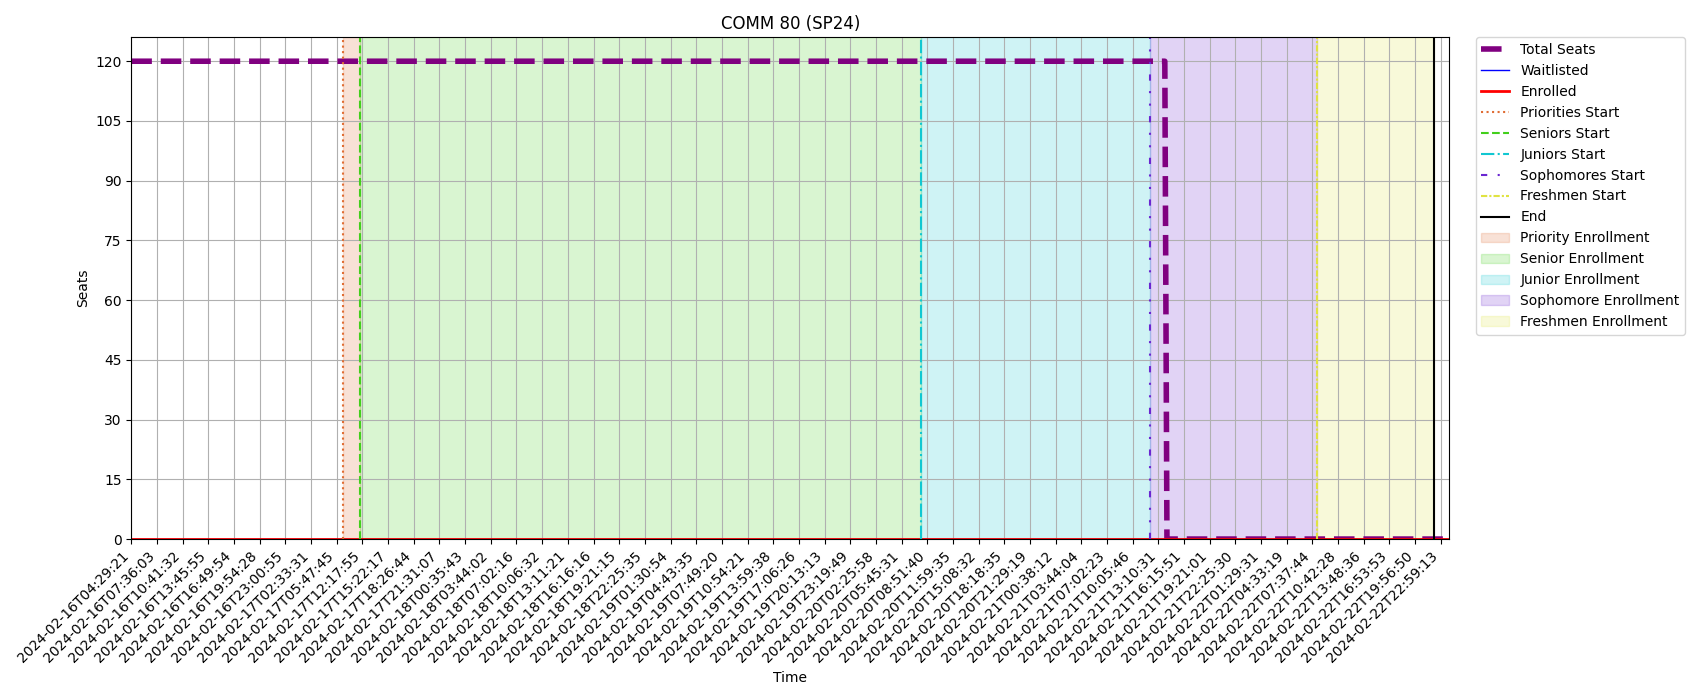 COMM 80 (SP24)
Seats
120
105
90
75
60
45
30
15
0
2024-02-16T04:29:21
2024-02-16T07:36:03
2024-02-16T10:41:32
2024-02-16T13:45:55
2024-02-16T16:49:54
2024-02-16T19:54:28
2024-02-16T23:00:55
2024-02-17T02:33:31
2024-02-17T05:47:45
2024-02-17T12:17:55
2024-02-17T15:22:17
2024-02-17T18:26:44
2024-02-17T21:31:07
2024-02-18T00:35:43
2024-02-18T03:44:02
2024-02-18T07:02:16
2024-02-18T10:06:32
2024-02-18T13:11:21
2024-02-18T16:16:16
2024-02-18T19:21:15
2024-02-18T22:25:35
2024-02-19T01:30:54
2024-02-19T04:43:35
2024-02-19T07:49:20
2024-02-19T10:54:21
2024-02-19T13:59:38
2024-02-19T17:06:26
2024-02-19T20:13:13
2024-02-19T23:19:49
2024-02-20T02:25:58
2024-02-20T05:45:31
2024-02-20T08:51:40
2024-02-20T11:59:35
2024-02-20T15:08:32
2024-02-20T18:18:35
2024-02-20T21:29:19
2024-02-21T00:38:12
2024-02-21T03:44:04
2024-02-21T07:02:23
2024-02-21T10:05:46
2024-02-21T13:10:31
2024-02-21T16:15:51
2024-02-21T19:21:01
2024-02-21T22:25:30
2024-02-22T01:29:31
2024-02-22T04:33:19
2024-02-22T07:37:44
2024-02-22T10:42:28
2024-02-22T13:48:36
2024-02-22T16:53:53
2024-02-22T19:56:50
2024-02-22T22:59:13
Time
Total Seats
Waitlisted
Enrolled
Priorities Start
Seniors Start
Juniors Start
Sophomores Start
Freshmen Start
End
Priority Enrollment
Senior Enrollment
Junior Enrollment
Sophomore Enrollment
Freshmen Enrollment